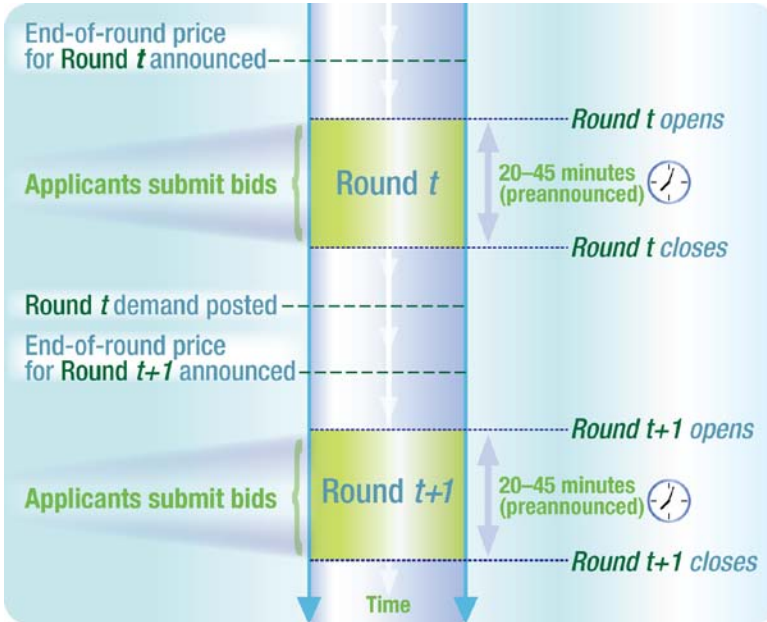 End-of-round price
for Round t announced
Round t opens
Applicants submit bids
Round t
20–45 minutes
(preannounced)
Round t closes
Round t demand posted
End-of-round price
for Round t+1 announced
Round t+1 opens
Applicants submit bids
Round t+1
20–45 minutes
(preannounced)
Round t+1 closes
Time